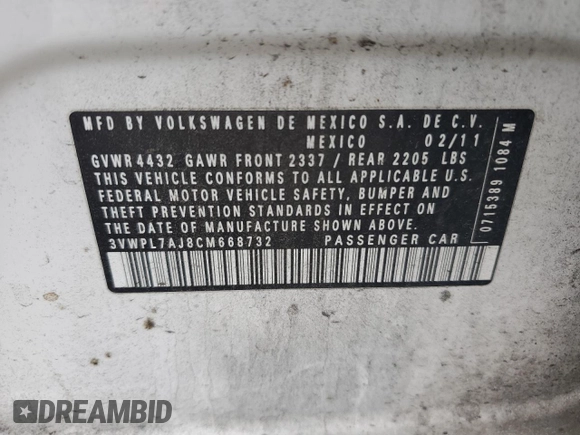 MFD BY VOLKSWAGEN DE MEXICO S.A. DE C.V.
MEXICO 02/11
GVWR 4432 GAWR FRONT 2337 / REAR 2205 LBS
THIS VEHICLE CONFORMS TO ALL APPLICABLE U.S.
FEDERAL MOTOR VEHICLE SAFETY, BUMPER AND
THEFT PREVENTION STANDARDS IN EFFECT ON
THE DATE OF MANUFACTURE SHOWN ABOVE
3VWPL7AJ8CM668732 PASSENGER CAR
0715389 1084 M
DREAMBID